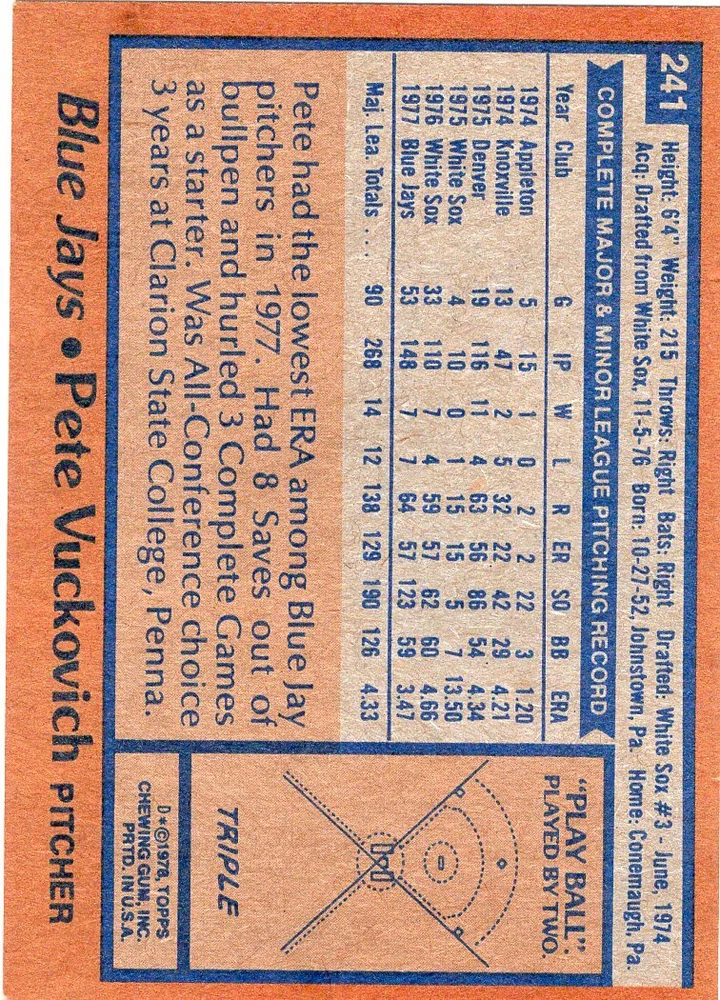 241
Height: 6'4" Weight: 215 Throws: Right Bats: Right Drafted: White Sox #3 - June, 1974
Acq: Drafted from White Sox, 11-5-76 Born: 10-27-52, Johnstown, Pa. Home: Conemaugh, Pa.
COMPLETE MAJOR & MINOR LEAGUE PITCHING RECORD
Year Club G IP W L R ER SO BB ERA
1974 Appleton 5 15 1 0 2 2 22 3 1.20
1974 Knoxville 13 47 2 5 32 22 42 29 4.21
1975 Denver 19 116 11 4 63 56 86 54 4.34
1975 White Sox 4 10 0 1 15 15 5 7 13.50
1976 White Sox 33 110 7 4 59 57 62 60 4.66
1977 Blue Jays 53 148 7 7 64 57 123 59 3.47
Maj. Lea. Totals .... 90 268 14 12 138 129 190 126 4.33
Pete had the lowest ERA among Blue Jay
pitchers in 1977. Had 8 Saves out of
bullpen and hurled 3 Complete Games
as a starter. Was All-Conference choice
3 years at Clarion State College, Penna.
"PLAY BALL":
PLAYED BY TWO.
TRIPLE
D*©1978, TOPPS
CHEWING GUM, INC.
PRTD. IN U.S.A.
Blue Jays • Pete Vuckovich PITCHER